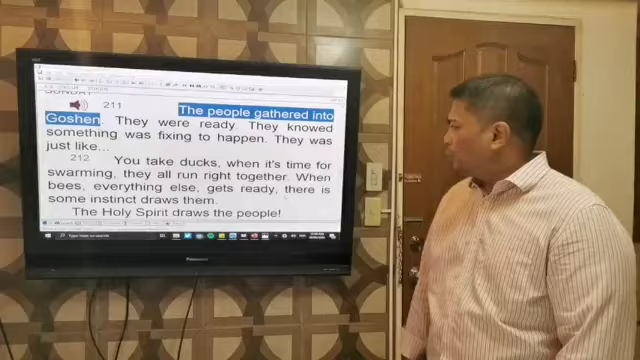 SUNDAY
211 The people gathered into
Goshen. They were ready. They knowed
something was fixing to happen. They was
just like...
212 You take ducks, when it's time for
swarming, they all run right together. When
bees, everything else, gets ready, there is
some instinct draws them.
The Holy Spirit draws the people!
Panasonic